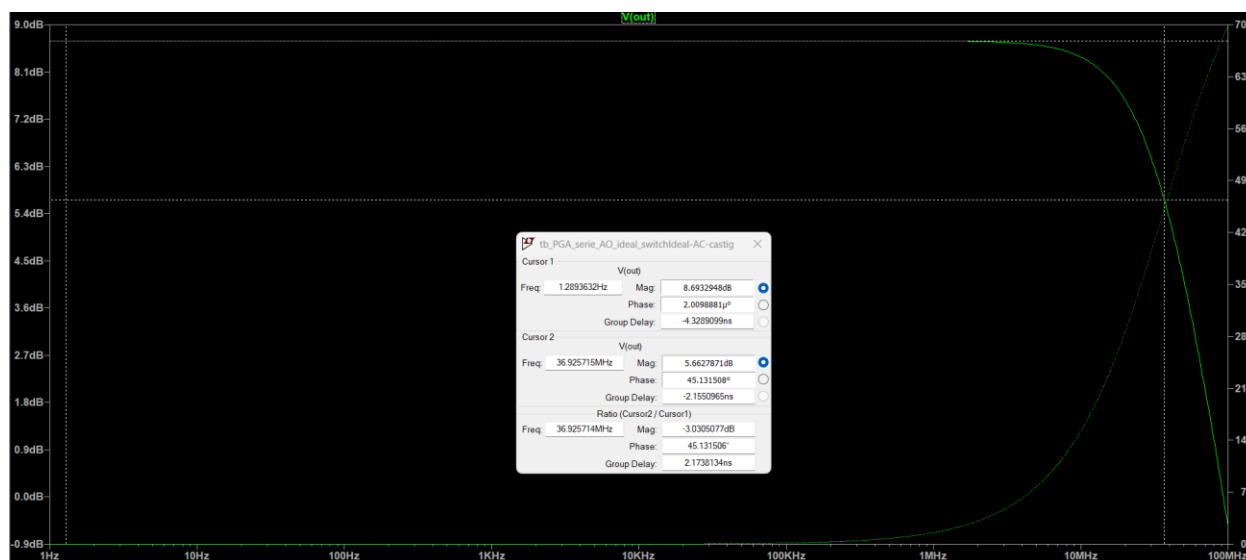 V(out)
9.0dB
8.1dB
7.2dB
6.3dB
5.4dB
4.5dB
3.6dB
2.7dB
1.8dB
0.9dB
0.0dB
-0.9dB
70
63
56
49
42
35
28
21
14
7
0
tb_PGA_serie_AO_ideal_switchIdeal-AC-castig
Cursor 1
V(out)
Freq: 1.2893632Hz Mag: 8.6932948dB
Phase: 2.0098881µº
Group Delay: -4.3289099ns
Cursor 2
V(out)
Freq: 36.925715MHz Mag: 5.6627871dB
Phase: 45.131508º
Group Delay: -2.1550965ns
Ratio (Cursor2 / Cursor1)
Freq: 36.925714MHz Mag: -3.0305077dB
Phase: 45.131506°
Group Delay: 2.1738134ns
1Hz 10Hz 100Hz 1KHz 10KHz 100KHz 1MHz 10MHz 100MHz